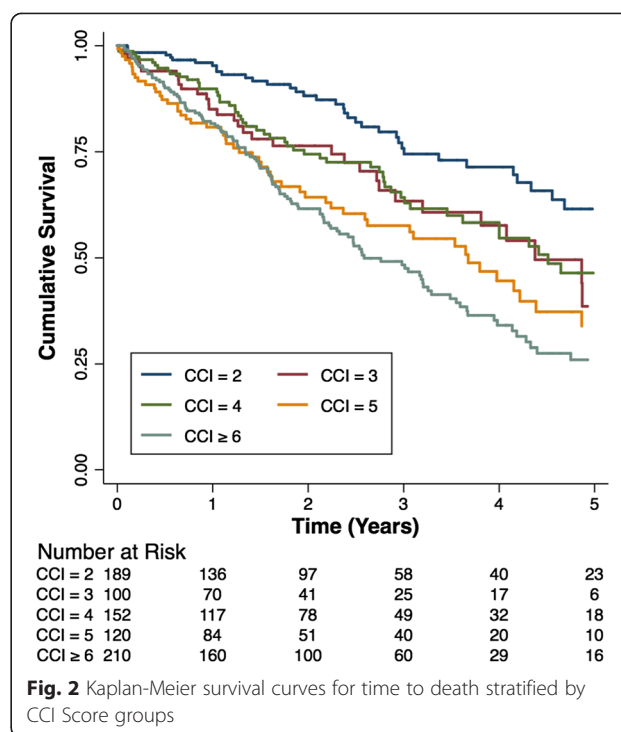 1.00
0.75
0.50
0.25
0.00
Cumulative Survival
CCI = 2 CCI = 3
CCI = 4 CCI = 5
CCI ≥ 6
0 1 2 3 4 5
Time (Years)
Number at Risk
CCI = 2 189 136 97 58 40 23
CCI = 3 100 70 41 25 17 6
CCI = 4 152 117 78 49 32 18
CCI = 5 120 84 51 40 20 10
CCI ≥ 6 210 160 100 60 29 16
Fig. 2 Kaplan-Meier survival curves for time to death stratified by
CCI Score groups